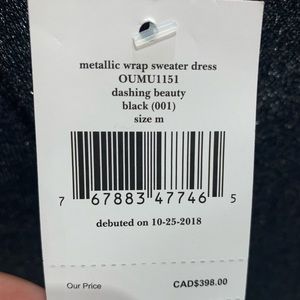 metallic wrap sweater dress
OUMU1151
dashing beauty
black (001)
size m
7 67883 47746 5
debuted on 10-25-2018
Our Price CAD$398.00